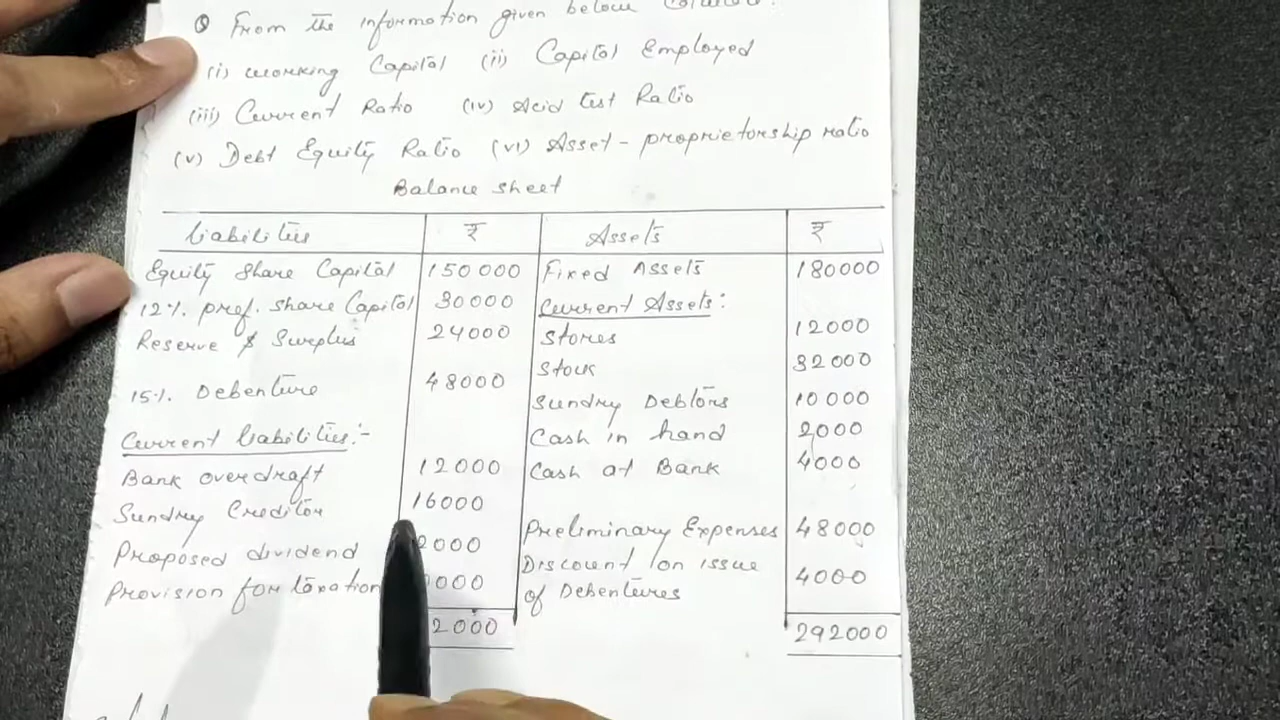 Q From the information given below
(i) Working Capital (ii) Capital Employed
(iii) Current Ratio (iv) Acid test Ratio
(v) Debt Equity Ratio (vi) Asset - proprietorship ratio
Balance sheet
Liabilities ₹ Assets ₹
Equity Share Capital 150000 Fixed Assets 180000
12% pref. Share Capital 30000 Current Assets:
Reserve & Surplus 24000 Stores 12000
Stock 32000
15% Debenture 48000
Sundry Debtors 10000
Current liabilities:-
Cash in hand 2000
Bank overdraft 12000 Cash at Bank 4000
Sundry Creditor 16000
Preliminary Expenses 48000
Proposed dividend 2000
Discount on issue
of Debentures 4000
Provision for taxation 000
2000 292000